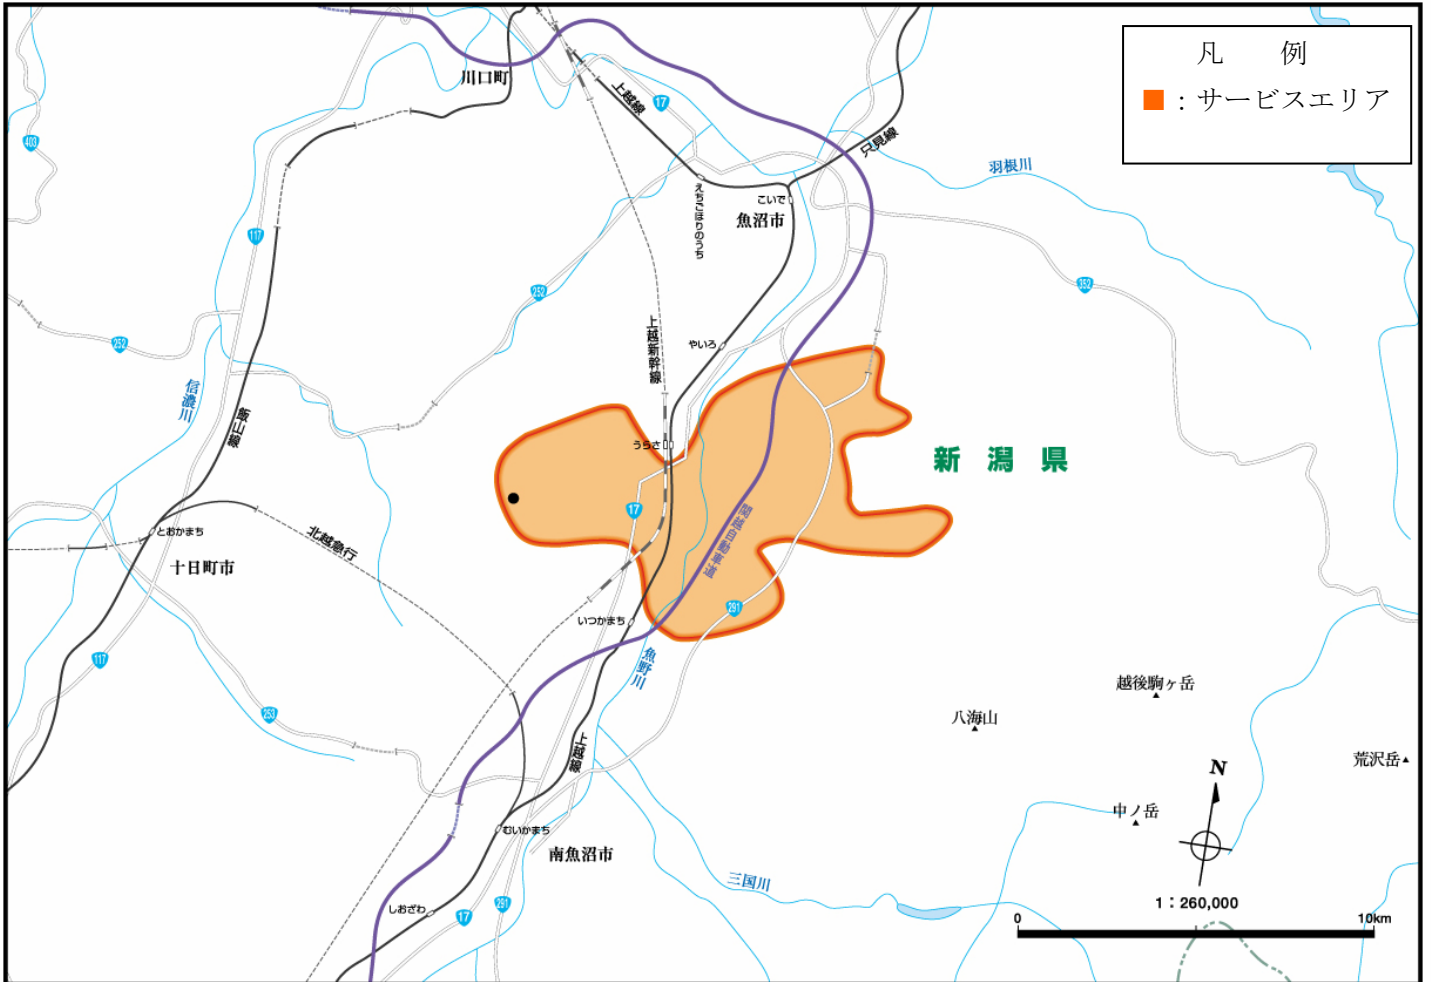 凡　例
■：サービスエリア
川口町
上越線
17
只見線
羽根川
403
えちごほりのうち
こいで
魚沼市
117
252
352
252
上越新幹線
やいろ
信濃川
飯山線
うらさ
新潟県
17
関越自動車道
とおかまち
北越急行
十日町市
291
いつかまち
魚野川
117
越後駒ヶ岳
253
八海山
上越線
荒沢岳
N
中ノ岳
むいかまち
南魚沼市
三国川
しおざわ
17
291
1：260,000
0
10km